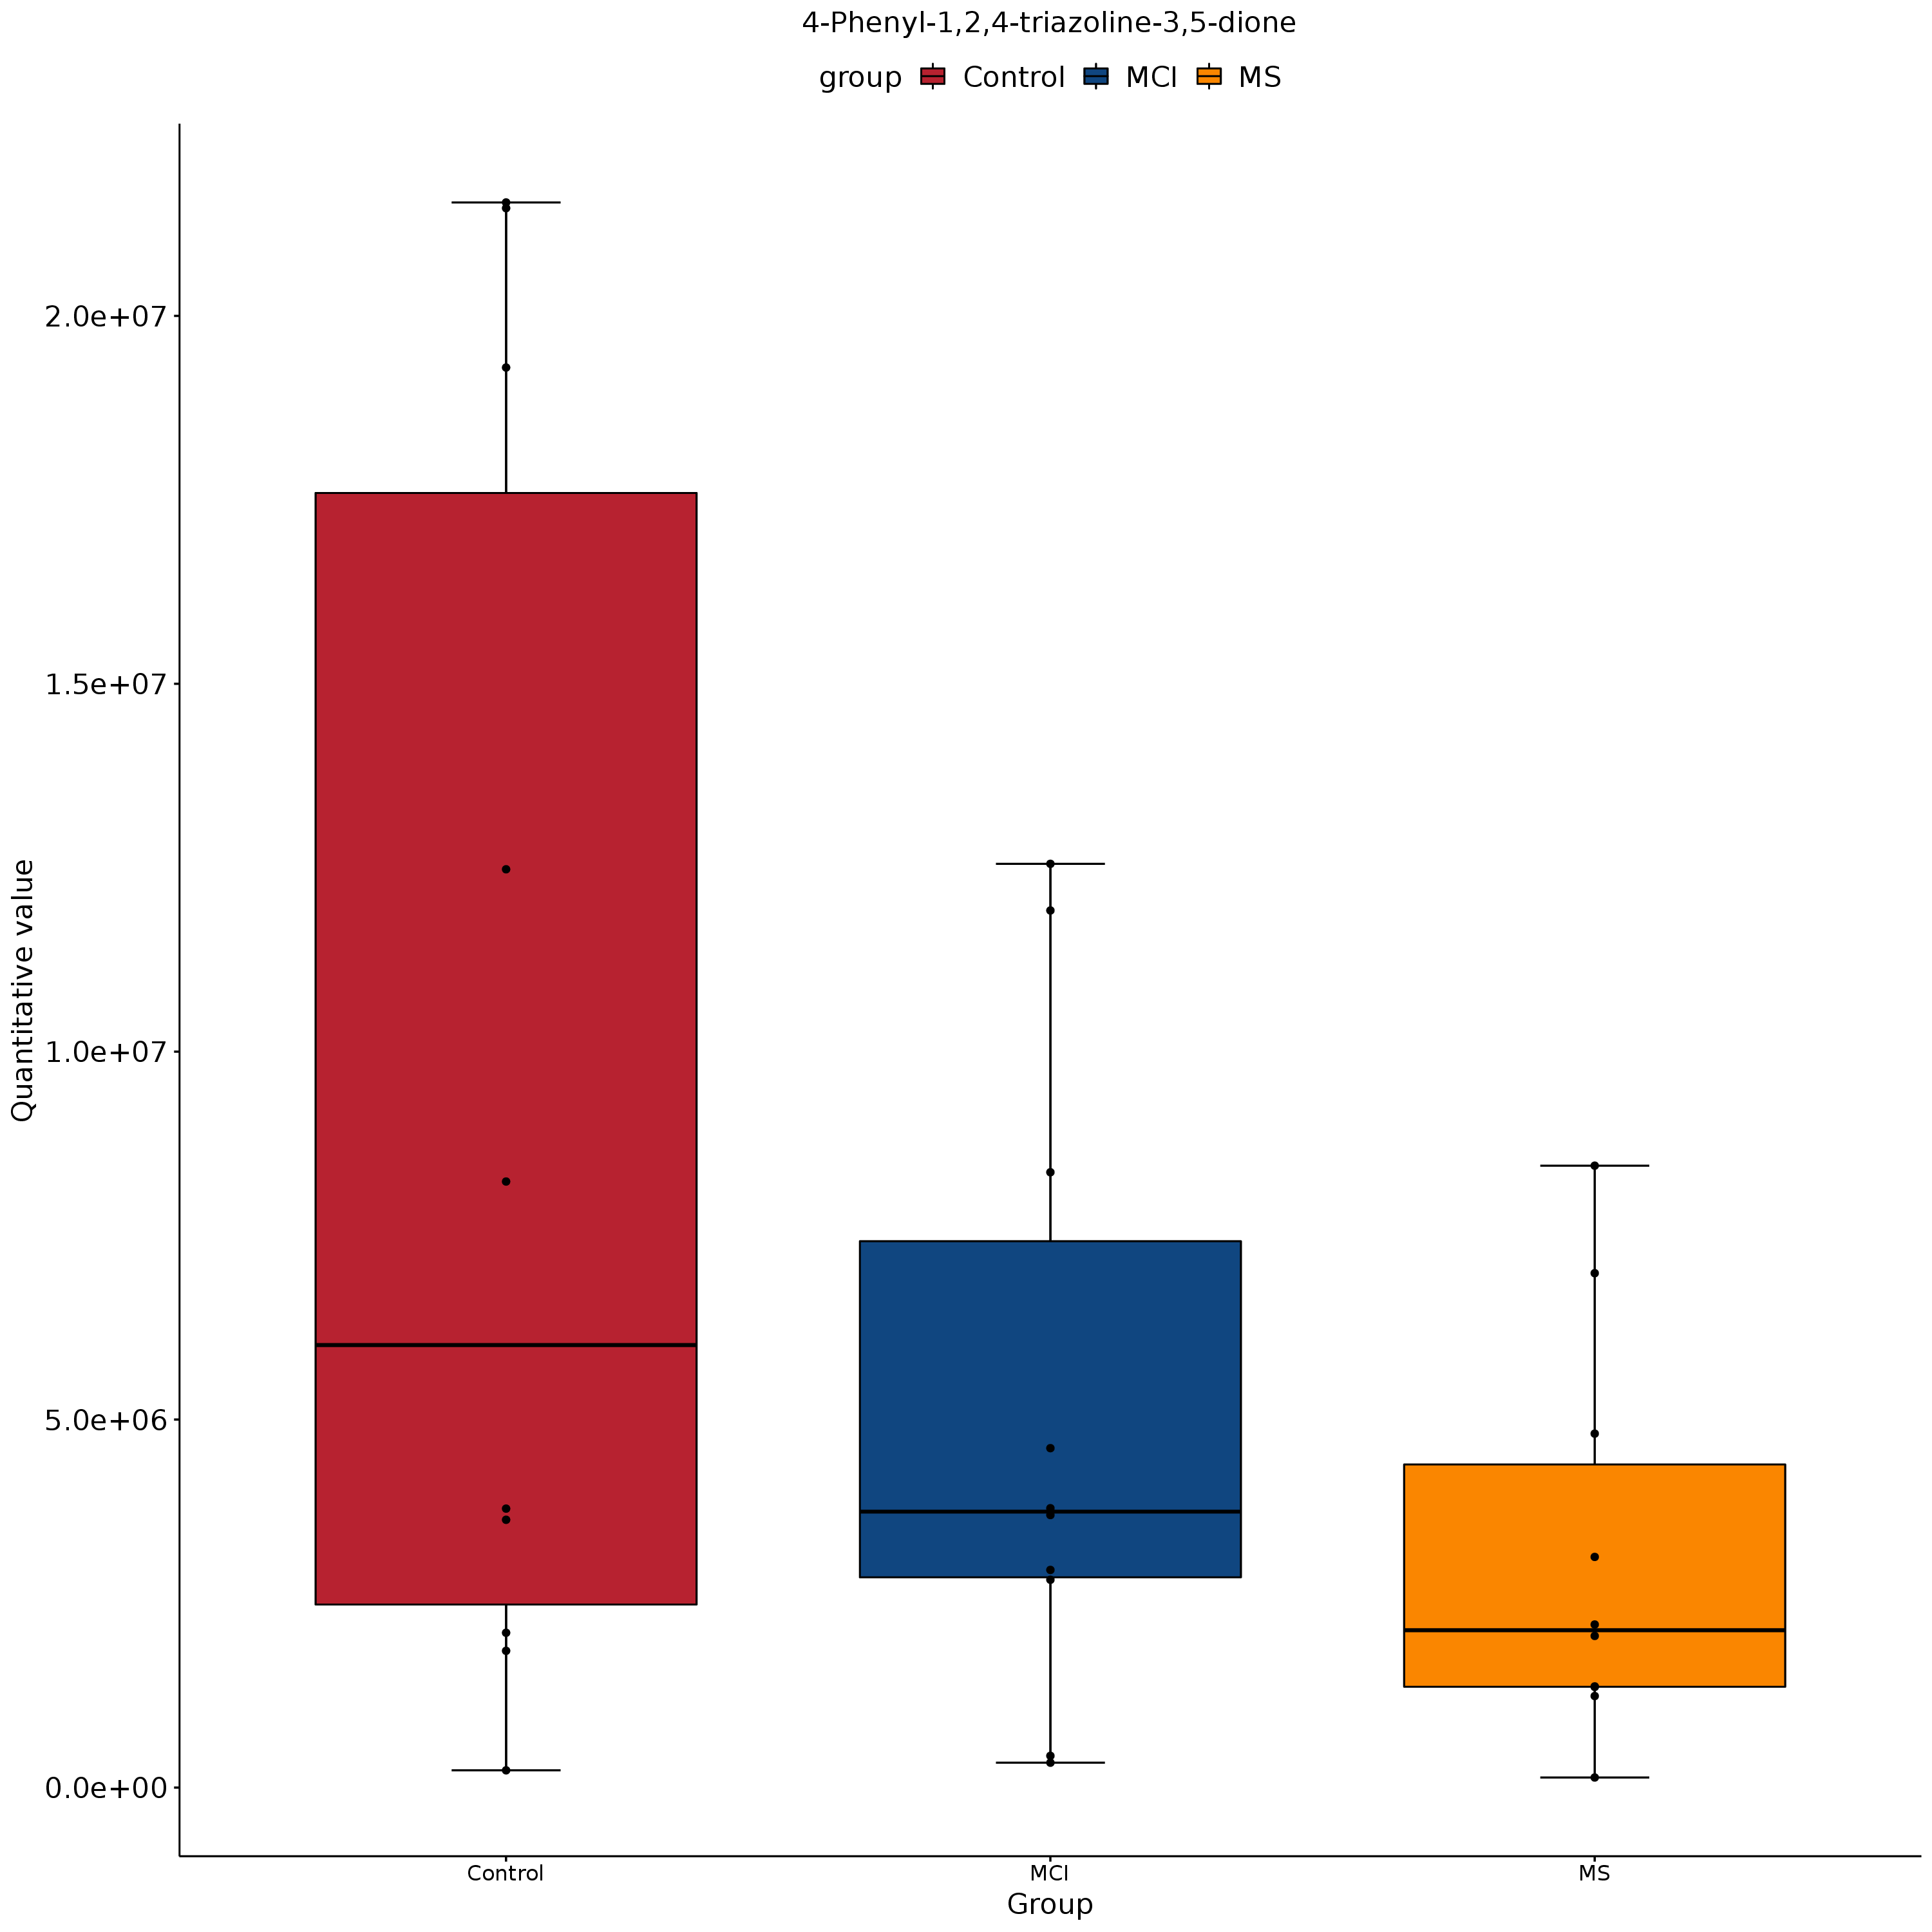 4-Phenyl-1,2,4-triazoline-3,5-dione
group Control MCI MS
Quantitative value
2.0e+07
1.5e+07
1.0e+07
5.0e+06
0.0e+00
Control MCI MS
Group